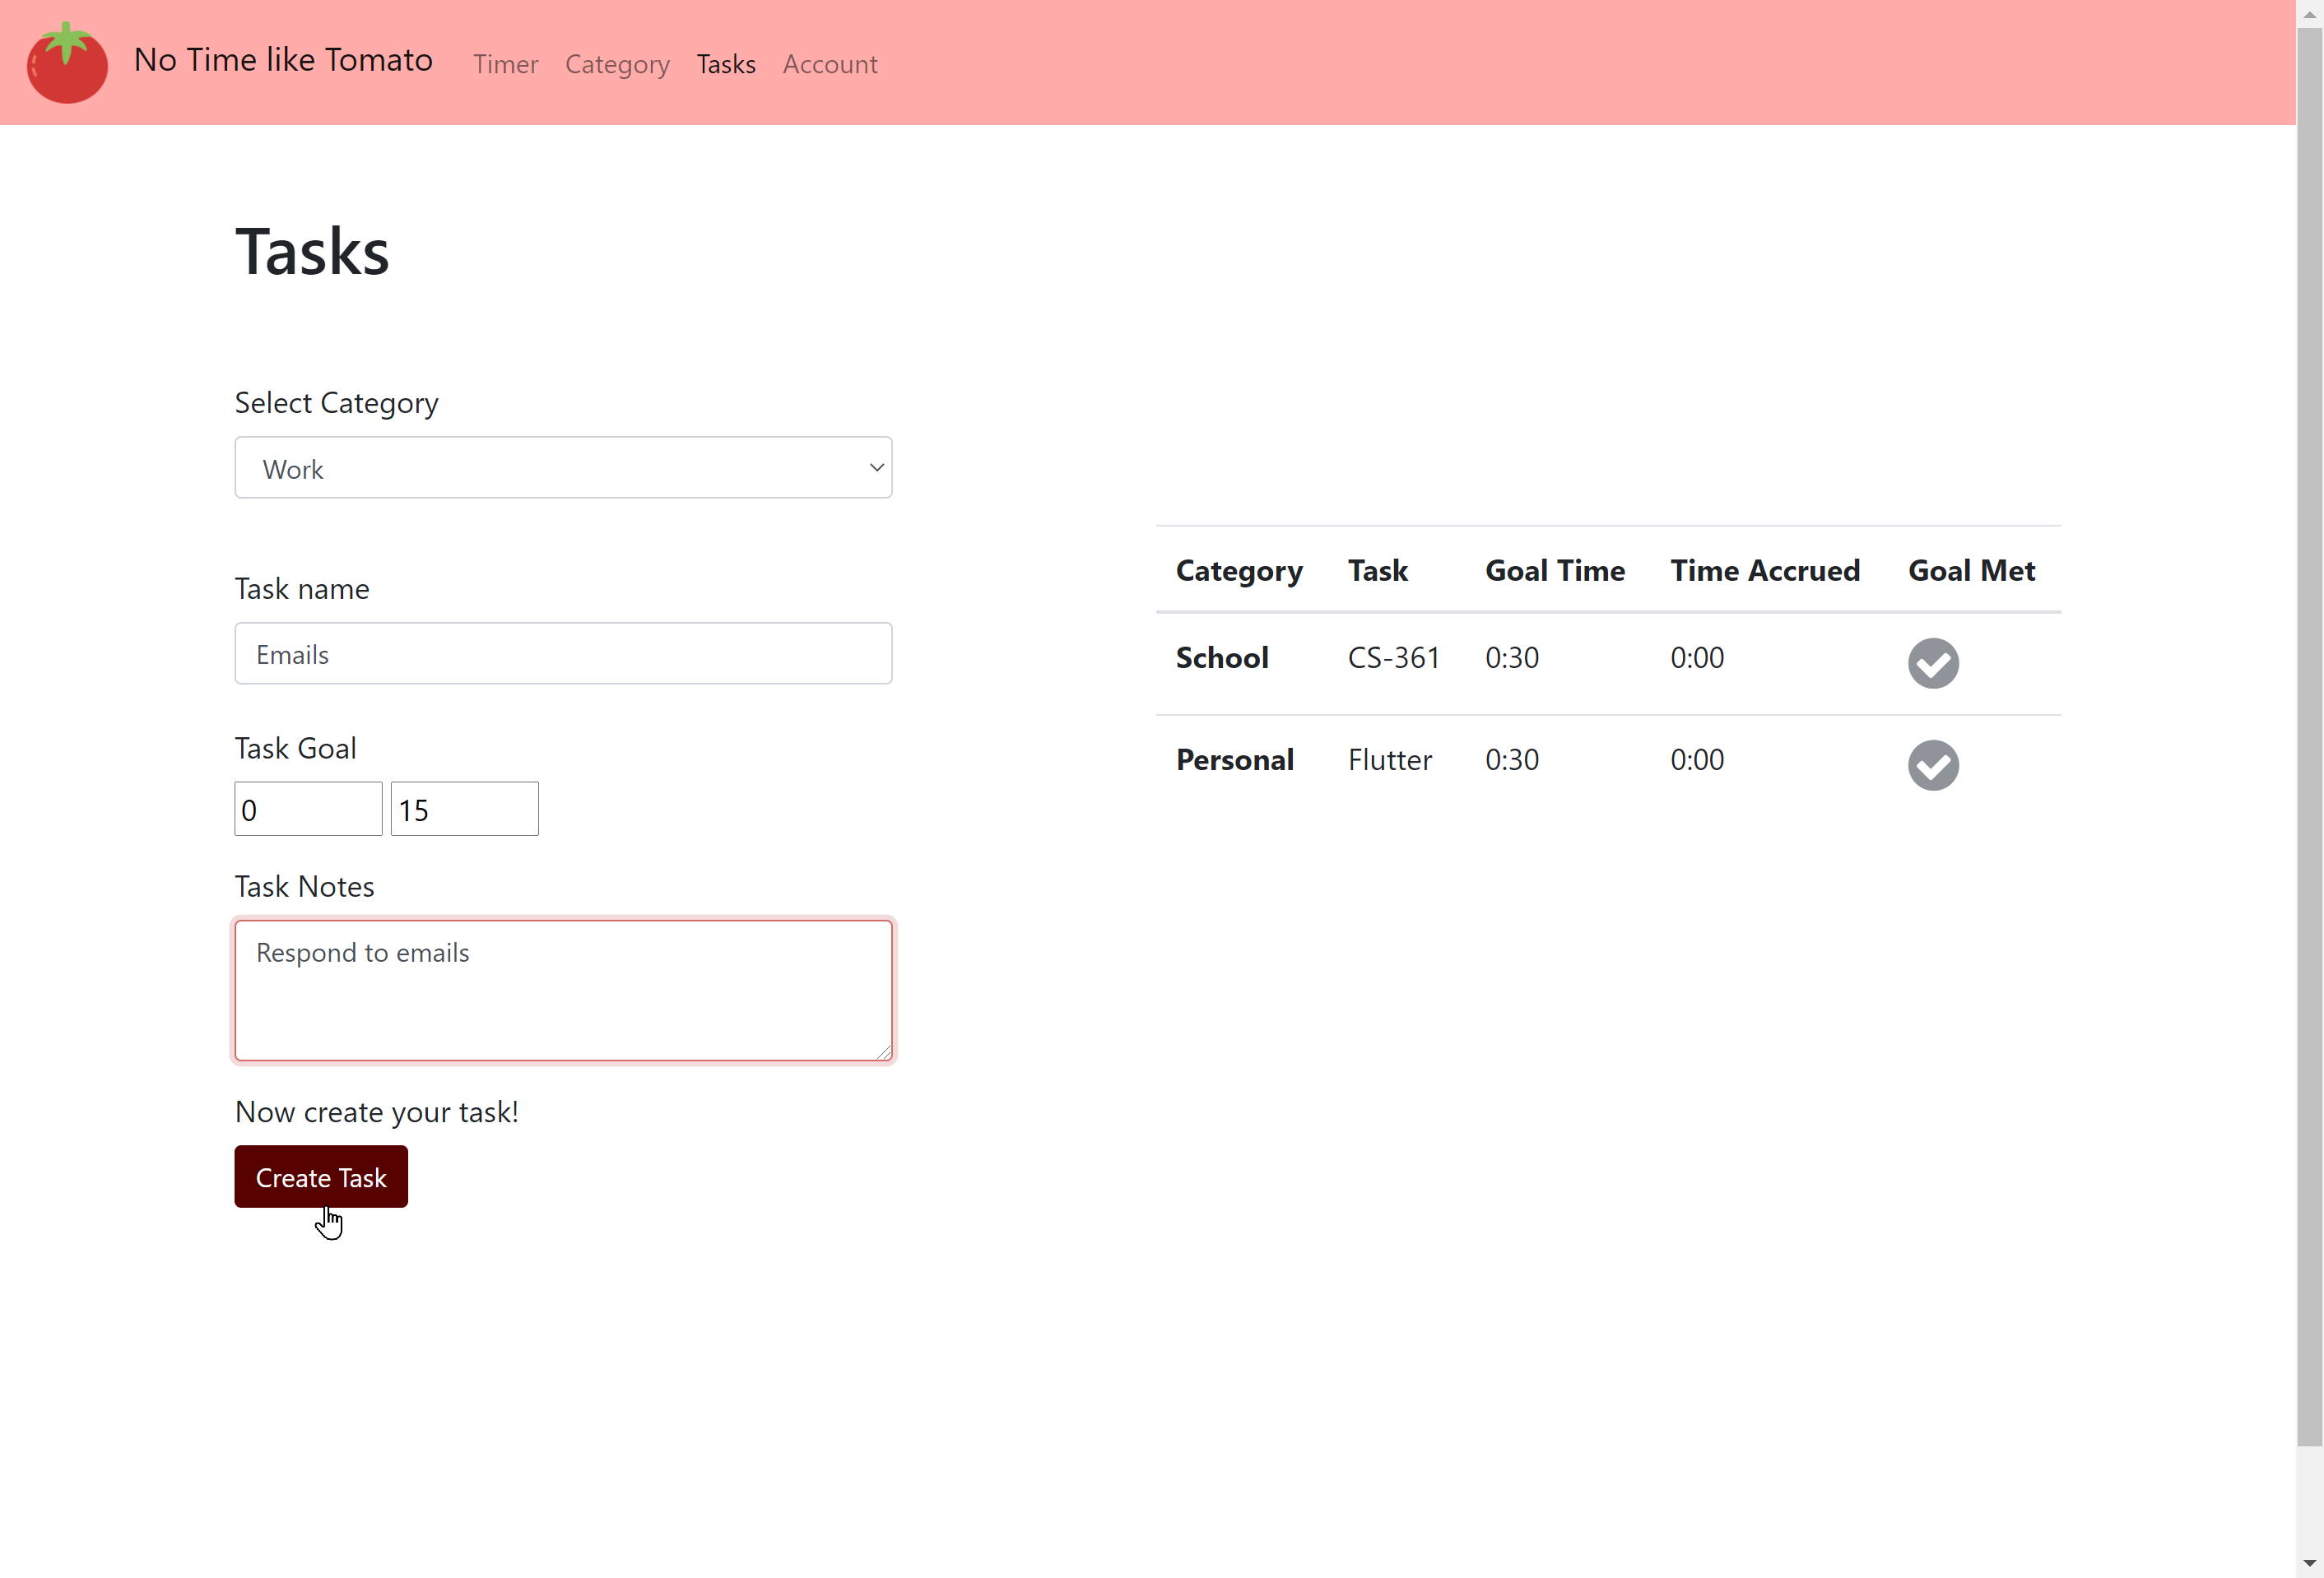 No Time like Tomato Timer Category Tasks Account
Tasks
Select Category
Work
Task name
Emails
Task Goal
0 15
Task Notes
Respond to emails
Now create your task!
Create Task
Category Task Goal Time Time Accrued Goal Met
School CS-361 0:30 0:00
Personal Flutter 0:30 0:00